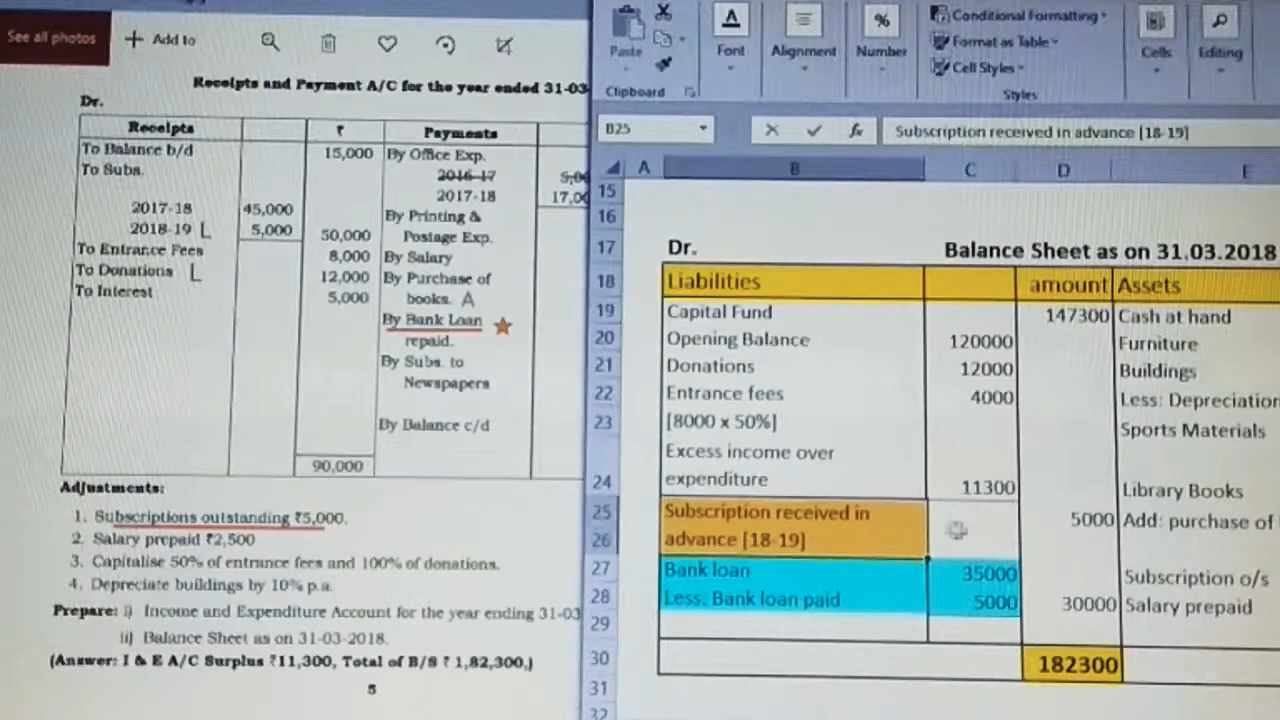 See all photos
Add to
Receipts and Payment A/C for the year ended 31-03-
Dr.
Receipts ₹ Payments
To Balance b/d 15,000 By Office Exp.
To Subs. 2016-17 5,00
2017-18 17,00
2017-18 45,000 By Printing &
2018-19 5,000 50,000 Postage Exp.
To Entrance Fees 8,000 By Salary
To Donations 12,000 By Purchase of
To Interest 5,000 books. A
By Bank Loan
repaid.
By Subs. to
Newspapers
By Balance c/d
90,000
Adjustments:
1. Subscriptions outstanding ₹5,000.
2. Salary prepaid ₹2,500
3. Capitalise 50% of entrance fees and 100% of donations.
4. Depreciate buildings by 10% p.a.
Prepare: i) Income and Expenditure Account for the year ending 31-03
ii) Balance Sheet as on 31-03-2018.
(Answer: I & E A/C Surplus ₹11,300, Total of B/S ₹ 1,82,300.)
5
Paste Font Alignment Number Conditional Formatting Cells Editing
Format as Table
Cell Styles
Clipboard Styles
B25 fx Subscription received in advance [18-19]
A B C D E
15
16
17 Dr. Balance Sheet as on 31.03.2018
18 Liabilities amount Assets
19 Capital Fund 147300 Cash at hand
20 Opening Balance 120000 Furniture
21 Donations 12000 Buildings
22 Entrance fees 4000 Less: Depreciation
23 [8000 x 50%] Sports Materials
Excess income over
24 expenditure 11300 Library Books
25 Subscription received in 5000 Add: purchase of
26 advance [18-19]
27 Bank loan 35000 Subscription o/s
28 Less: Bank loan paid 5000 30000 Salary prepaid
29
30 182300
31
32